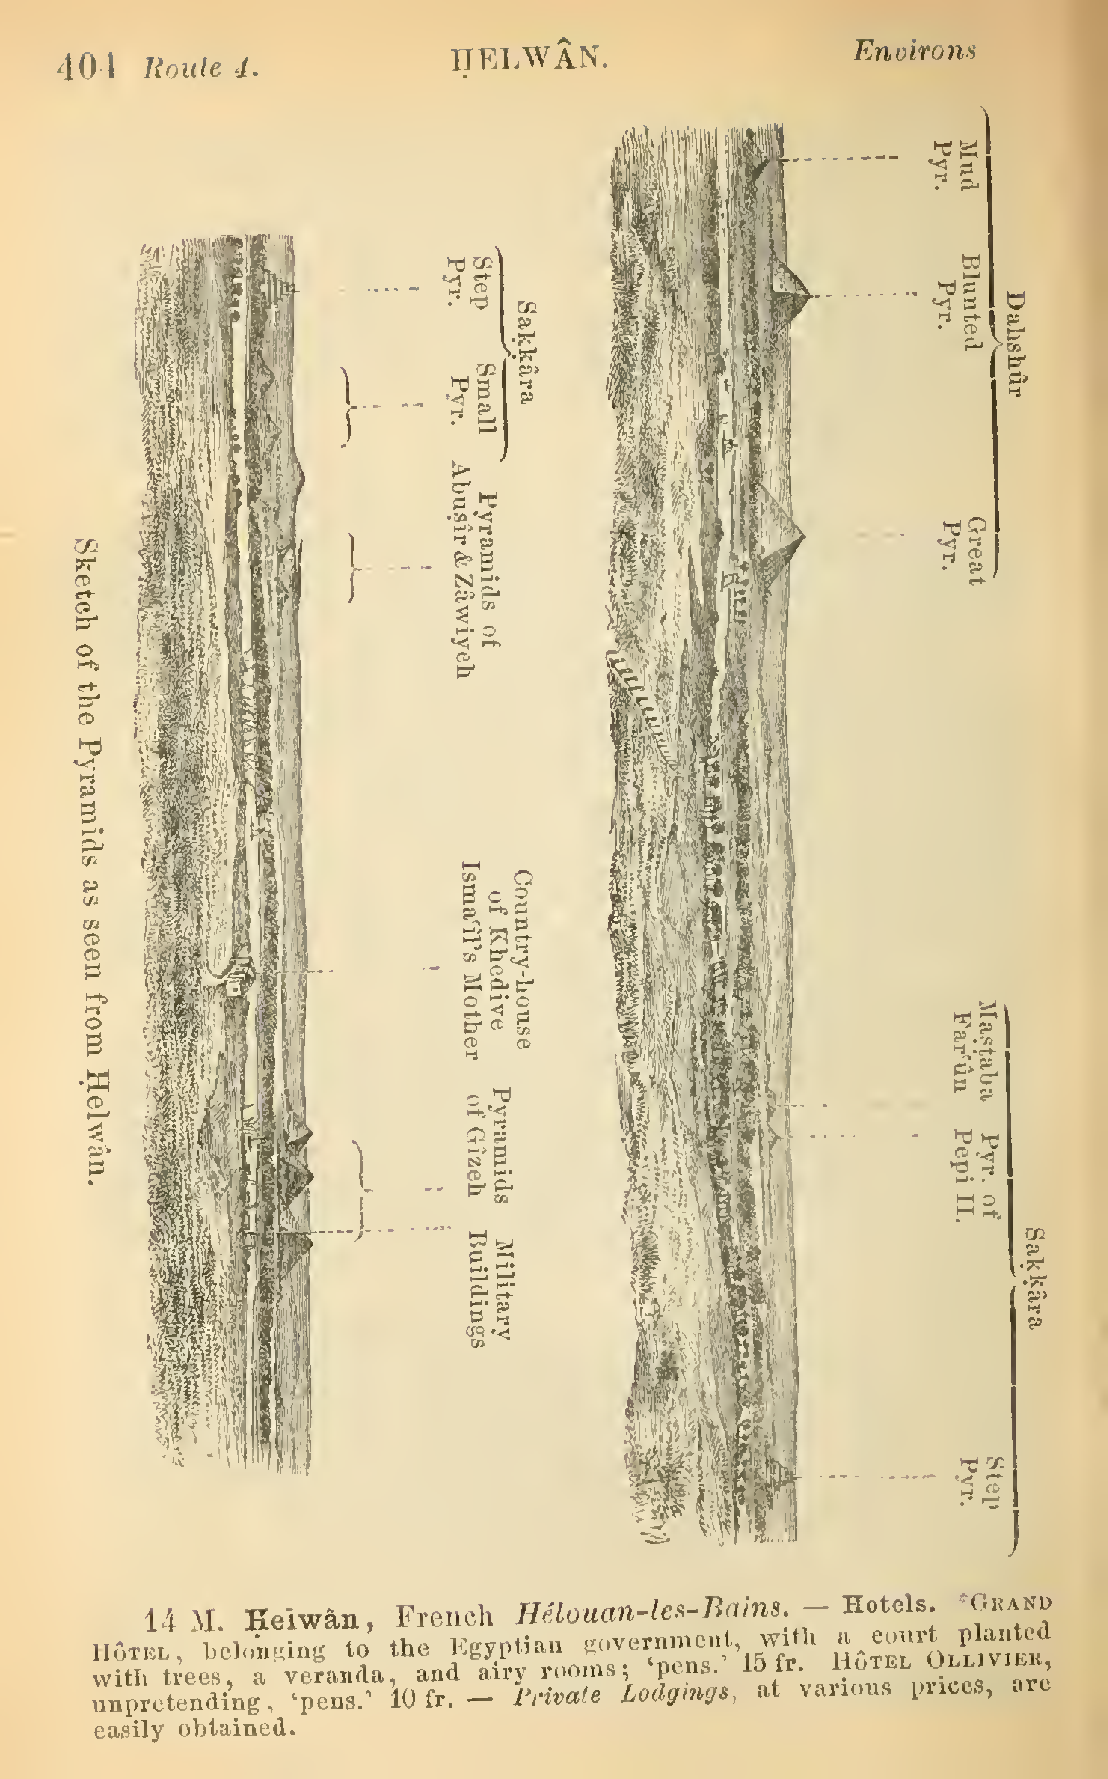 404 Route 4. ḤELWÂN. Environs
Dahshûr
Mud
Pyr.
Blunted
Pyr.
Great
Pyr.
Saḳḳâra
Masṭaba
Far'ûn
Pyr. of
Pepi II.
Step
Pyr.
Saḳḳâra
Step
Pyr.
Small
Pyr.
Pyramids of
Abuṣîr & Zâwiyeh
Country-house
of Khedive
Isma'îl's Mother
Pyramids
of Gîzeh
Military
Buildings
Sketch of the Pyramids as seen from Ḥelwân.
14 M. Ḥelwân, French Hélouan-les-Bains. — Hotels. *GRAND
HÔTEL, belonging to the Egyptian government, with a court planted
with trees, a veranda, and airy rooms; 'pens.' 15 fr. HÔTEL OLLIVIER,
unpretending, 'pens.' 10 fr. — Private Lodgings, at various prices, are
easily obtained.